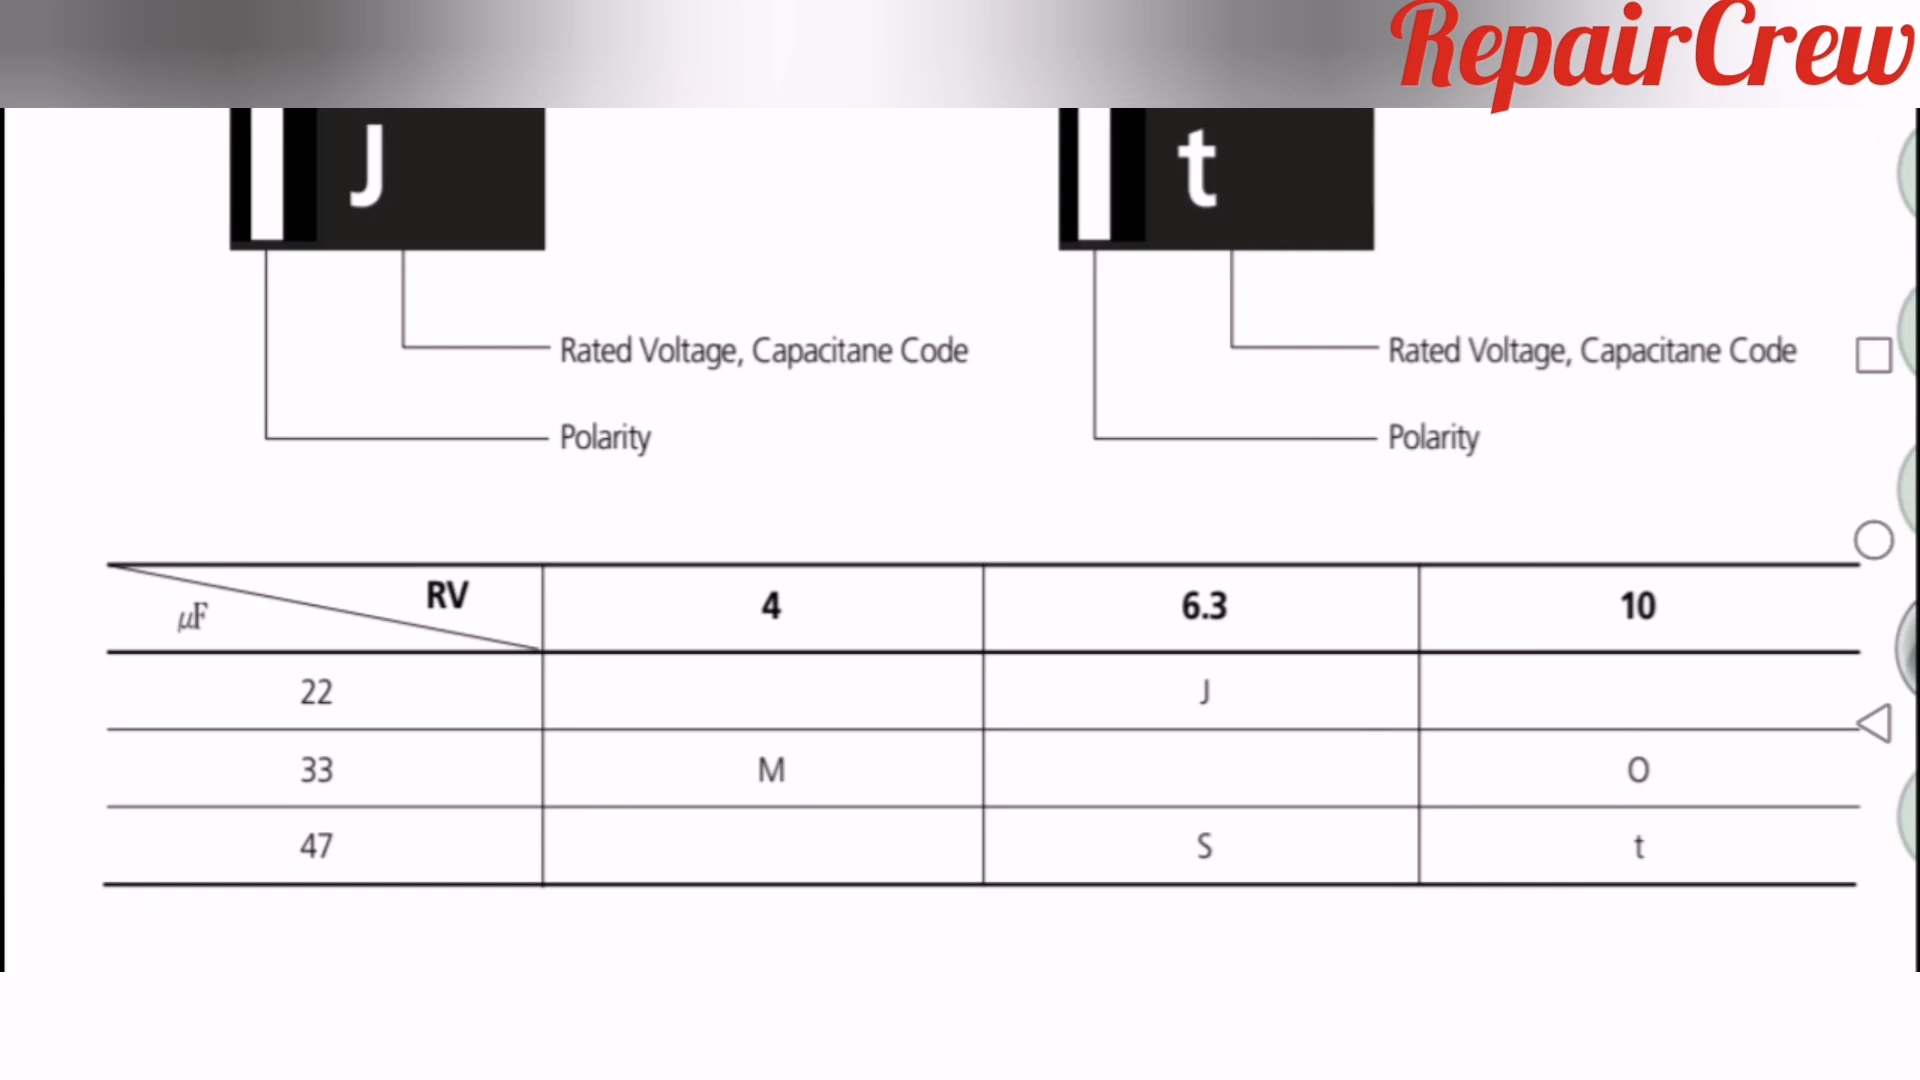 RepairCrew
J
t
Rated Voltage, Capacitane Code
Rated Voltage, Capacitane Code
Polarity
Polarity
RV
µF
4
6.3
10
22
J
33
M
O
47
S
t